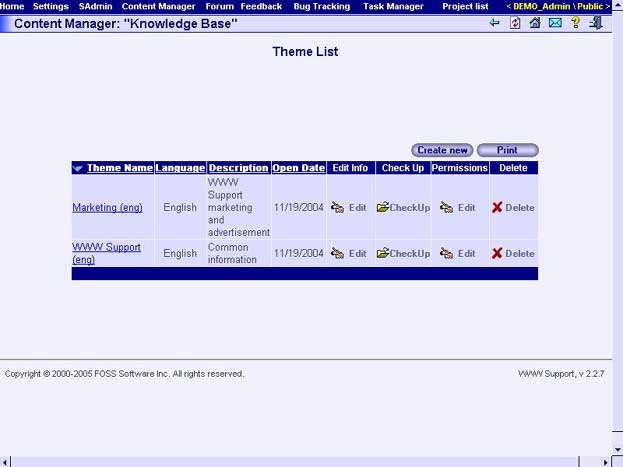 Home Settings SAdmin Content Manager Forum Feedback Bug Tracking Task Manager Project list < DEMO_Admin \ Public >
Content Manager: "Knowledge Base"
Theme List
Create new Print
Theme Name Language Description Open Date Edit Info Check Up Permissions Delete
Marketing (eng) English WWW Support marketing and advertisement 11/19/2004 Edit CheckUp Edit Delete
WWW Support (eng) English Common information 11/19/2004 Edit CheckUp Edit Delete
Copyright © 2000-2005 FOSS Software Inc. All rights reserved. WWW Support, v 2.2.7